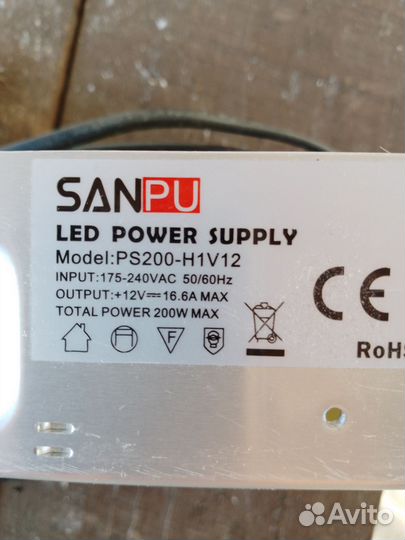 SANPU
LED POWER SUPPLY
Model:PS200-H1V12
INPUT:175-240VAC 50/60Hz
OUTPUT:+12V⎓16.6A MAX
TOTAL POWER 200W MAX
F
CE
RoHS
Avito